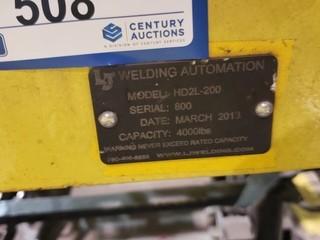 508
CENTURY
AUCTIONS
A DIVISION OF CENTURY SERVICES
LJ WELDING AUTOMATION
MODEL: HD2L-200
SERIAL: 800
DATE: MARCH 2013
CAPACITY: 4000lbs
WARNING NEVER EXCEED RATED CAPACITY
WWW.LJWELDING.COM